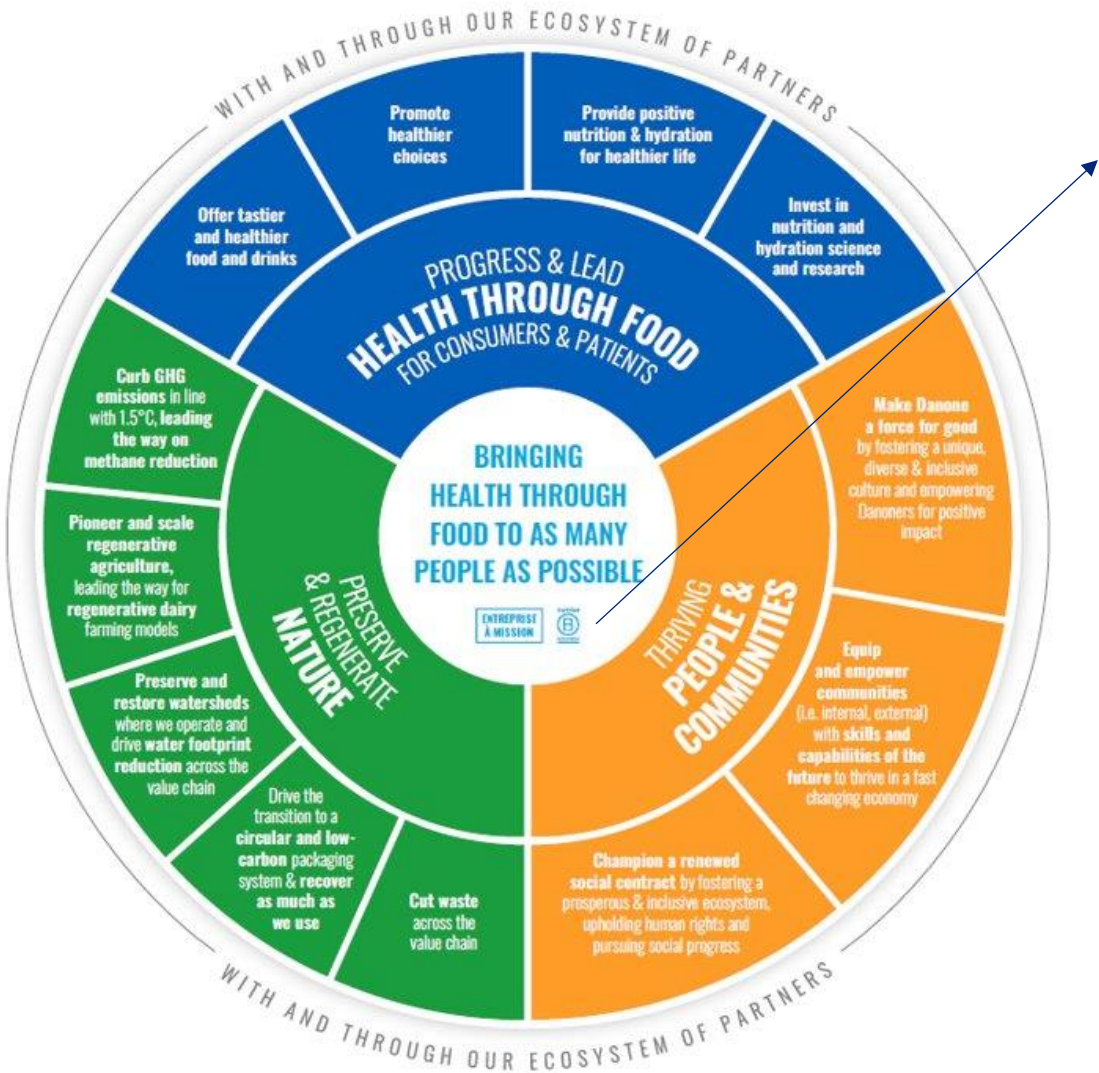 WITH AND THROUGH OUR ECOSYSTEM OF PARTNERS
Offer tastier
and healthier
food and drinks
Promote
healthier
choices
Provide positive
nutrition & hydration
for healthier life
Invest in
nutrition and
hydration science
and research
PROGRESS & LEAD
HEALTH THROUGH FOOD
FOR CONSUMERS & PATIENTS
BRINGING
HEALTH THROUGH
FOOD TO AS MANY
PEOPLE AS POSSIBLE
ENTREPRISE
À MISSION
B
THRIVING
PEOPLE &
COMMUNITIES
Make Danone
a force for good
by fostering a unique,
diverse & inclusive
culture and empowering
Danoners for positive
impact
Equip
and empower
communities
(i.e. internal, external)
with skills and
capabilities of the
future to thrive in a fast
changing economy
Champion a renewed
social contract by fostering a
prosperous & inclusive ecosystem,
upholding human rights and
pursuing social progress
PRESERVE
& REGENERATE
NATURE
Curb GHG
emissions in line
with 1.5°C, leading
the way on
methane reduction
Pioneer and scale
regenerative
agriculture,
leading the way for
regenerative dairy
farming models
Preserve and
restore watersheds
where we operate and
drive water footprint
reduction across the
value chain
Drive the
transition to a
circular and low-
carbon packaging
system & recover
as much as
we use
Cut waste
across the
value chain
WITH AND THROUGH OUR ECOSYSTEM OF PARTNERS